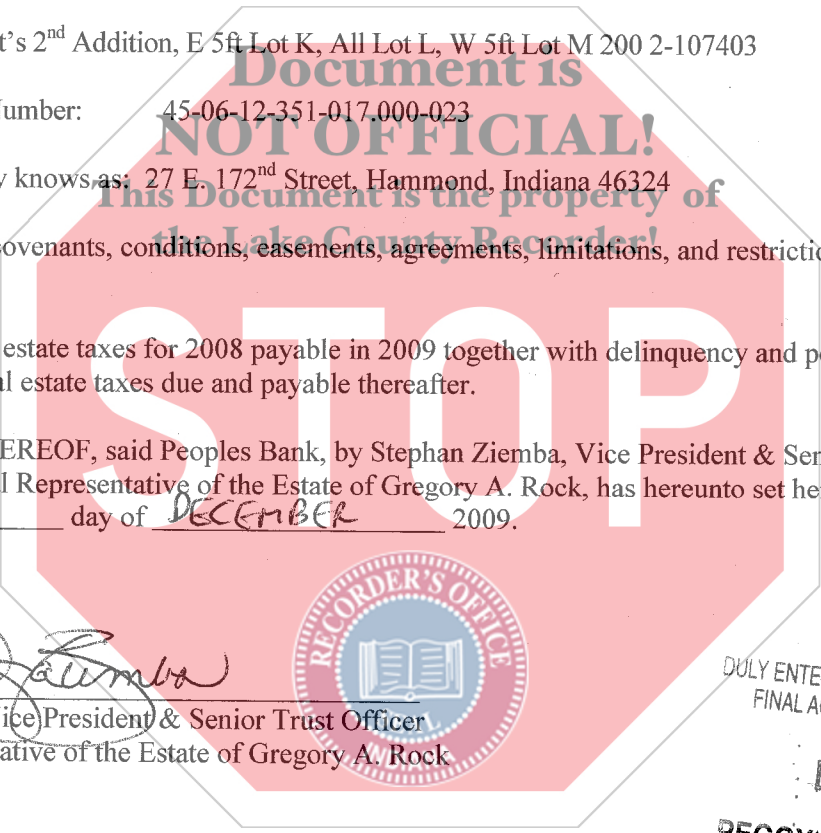 t's 2nd Addition, E 5ft Lot K, All Lot L, W 5ft Lot M 200 2-107403
Document is
umber: 45-06-12-351-017.000-023
NOT OFFICIAL!
y knows as: 27 E. 172nd Street, Hammond, Indiana 46324
This Document is the property of
the Lake County Recorder!
ovenants, conditions, easements, agreements, limitations, and restrictio
STOP
estate taxes for 2008 payable in 2009 together with delinquency and p
l estate taxes due and payable thereafter.
EREOF, said Peoples Bank, by Stephan Ziemba, Vice President & Sen
l Representative of the Estate of Gregory A. Rock, has hereunto set he
day of DECEMBER 2009.
RECORDER'S OFFICE
Ziemba
ice President & Senior Trust Officer
ative of the Estate of Gregory A. Rock
DULY ENTE
FINAL A